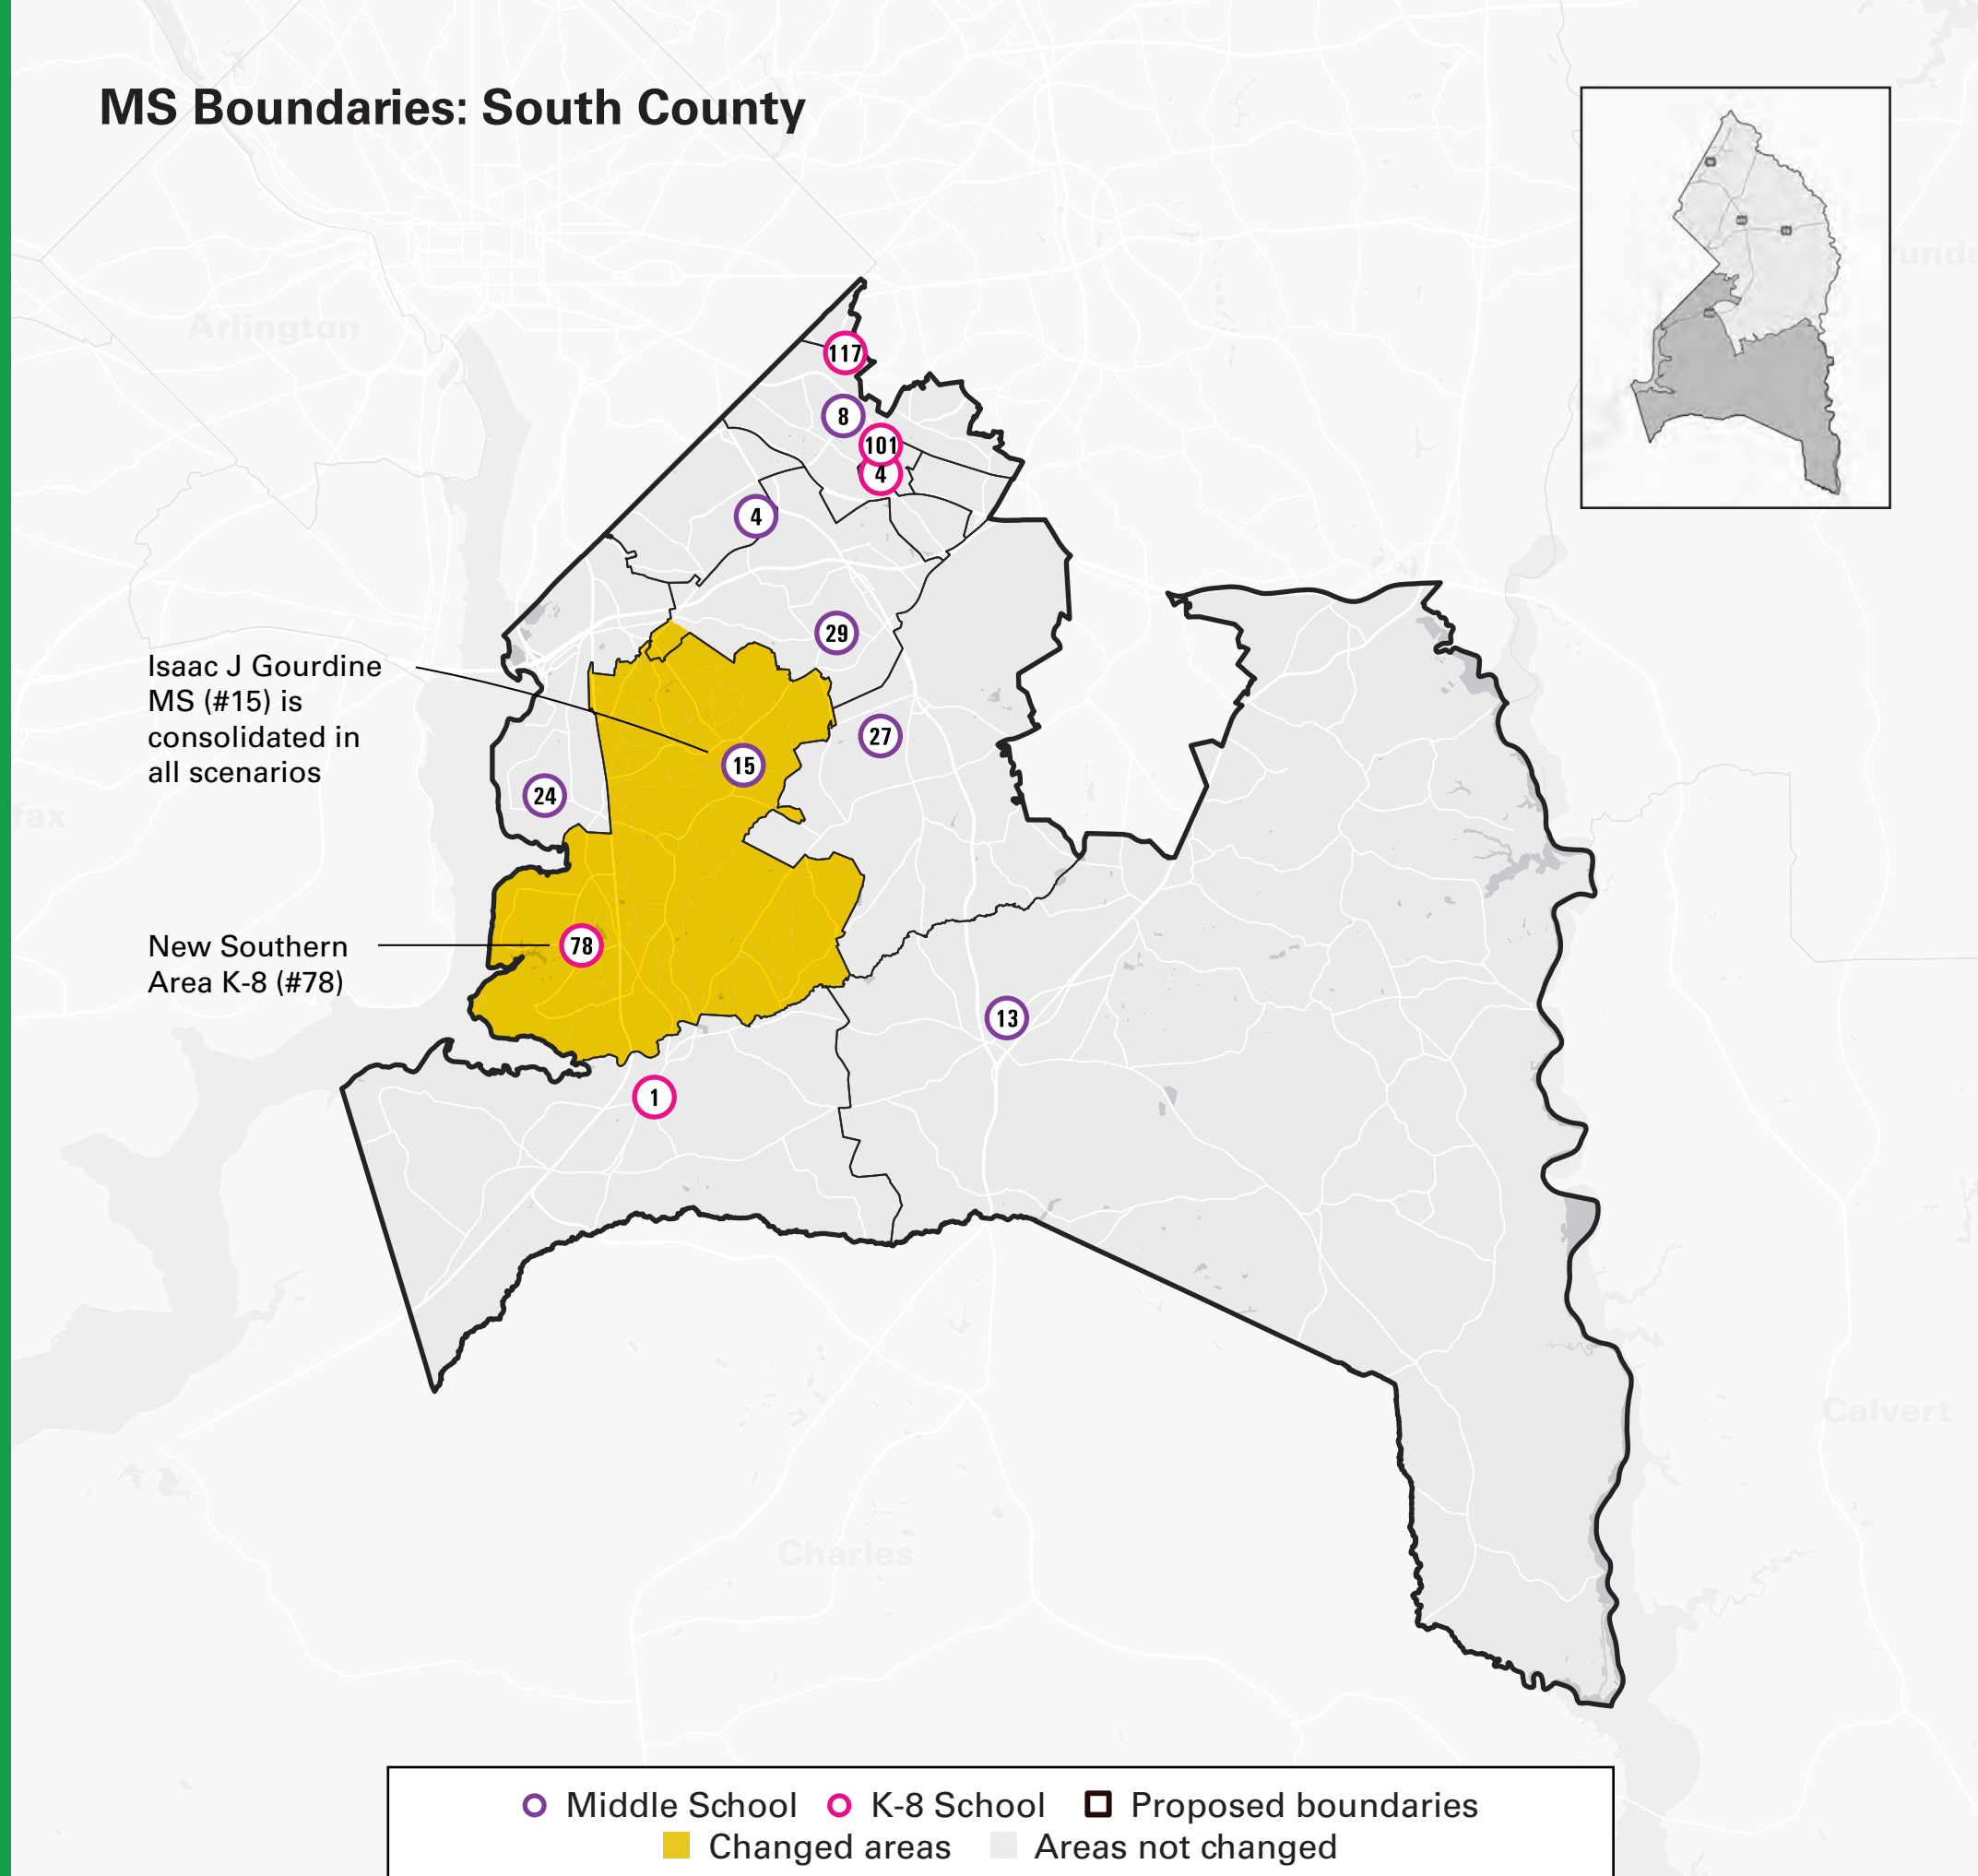 MS Boundaries: South County
runde
Arlington
117
8
101
4
4
29
Isaac J Gourdine
MS (#15) is
consolidated in
all scenarios
27
15
24
fax
New Southern
Area K-8 (#78)
78
13
1
Calvert
Charles
Middle School
K-8 School
Proposed boundaries
Changed areas
Areas not changed